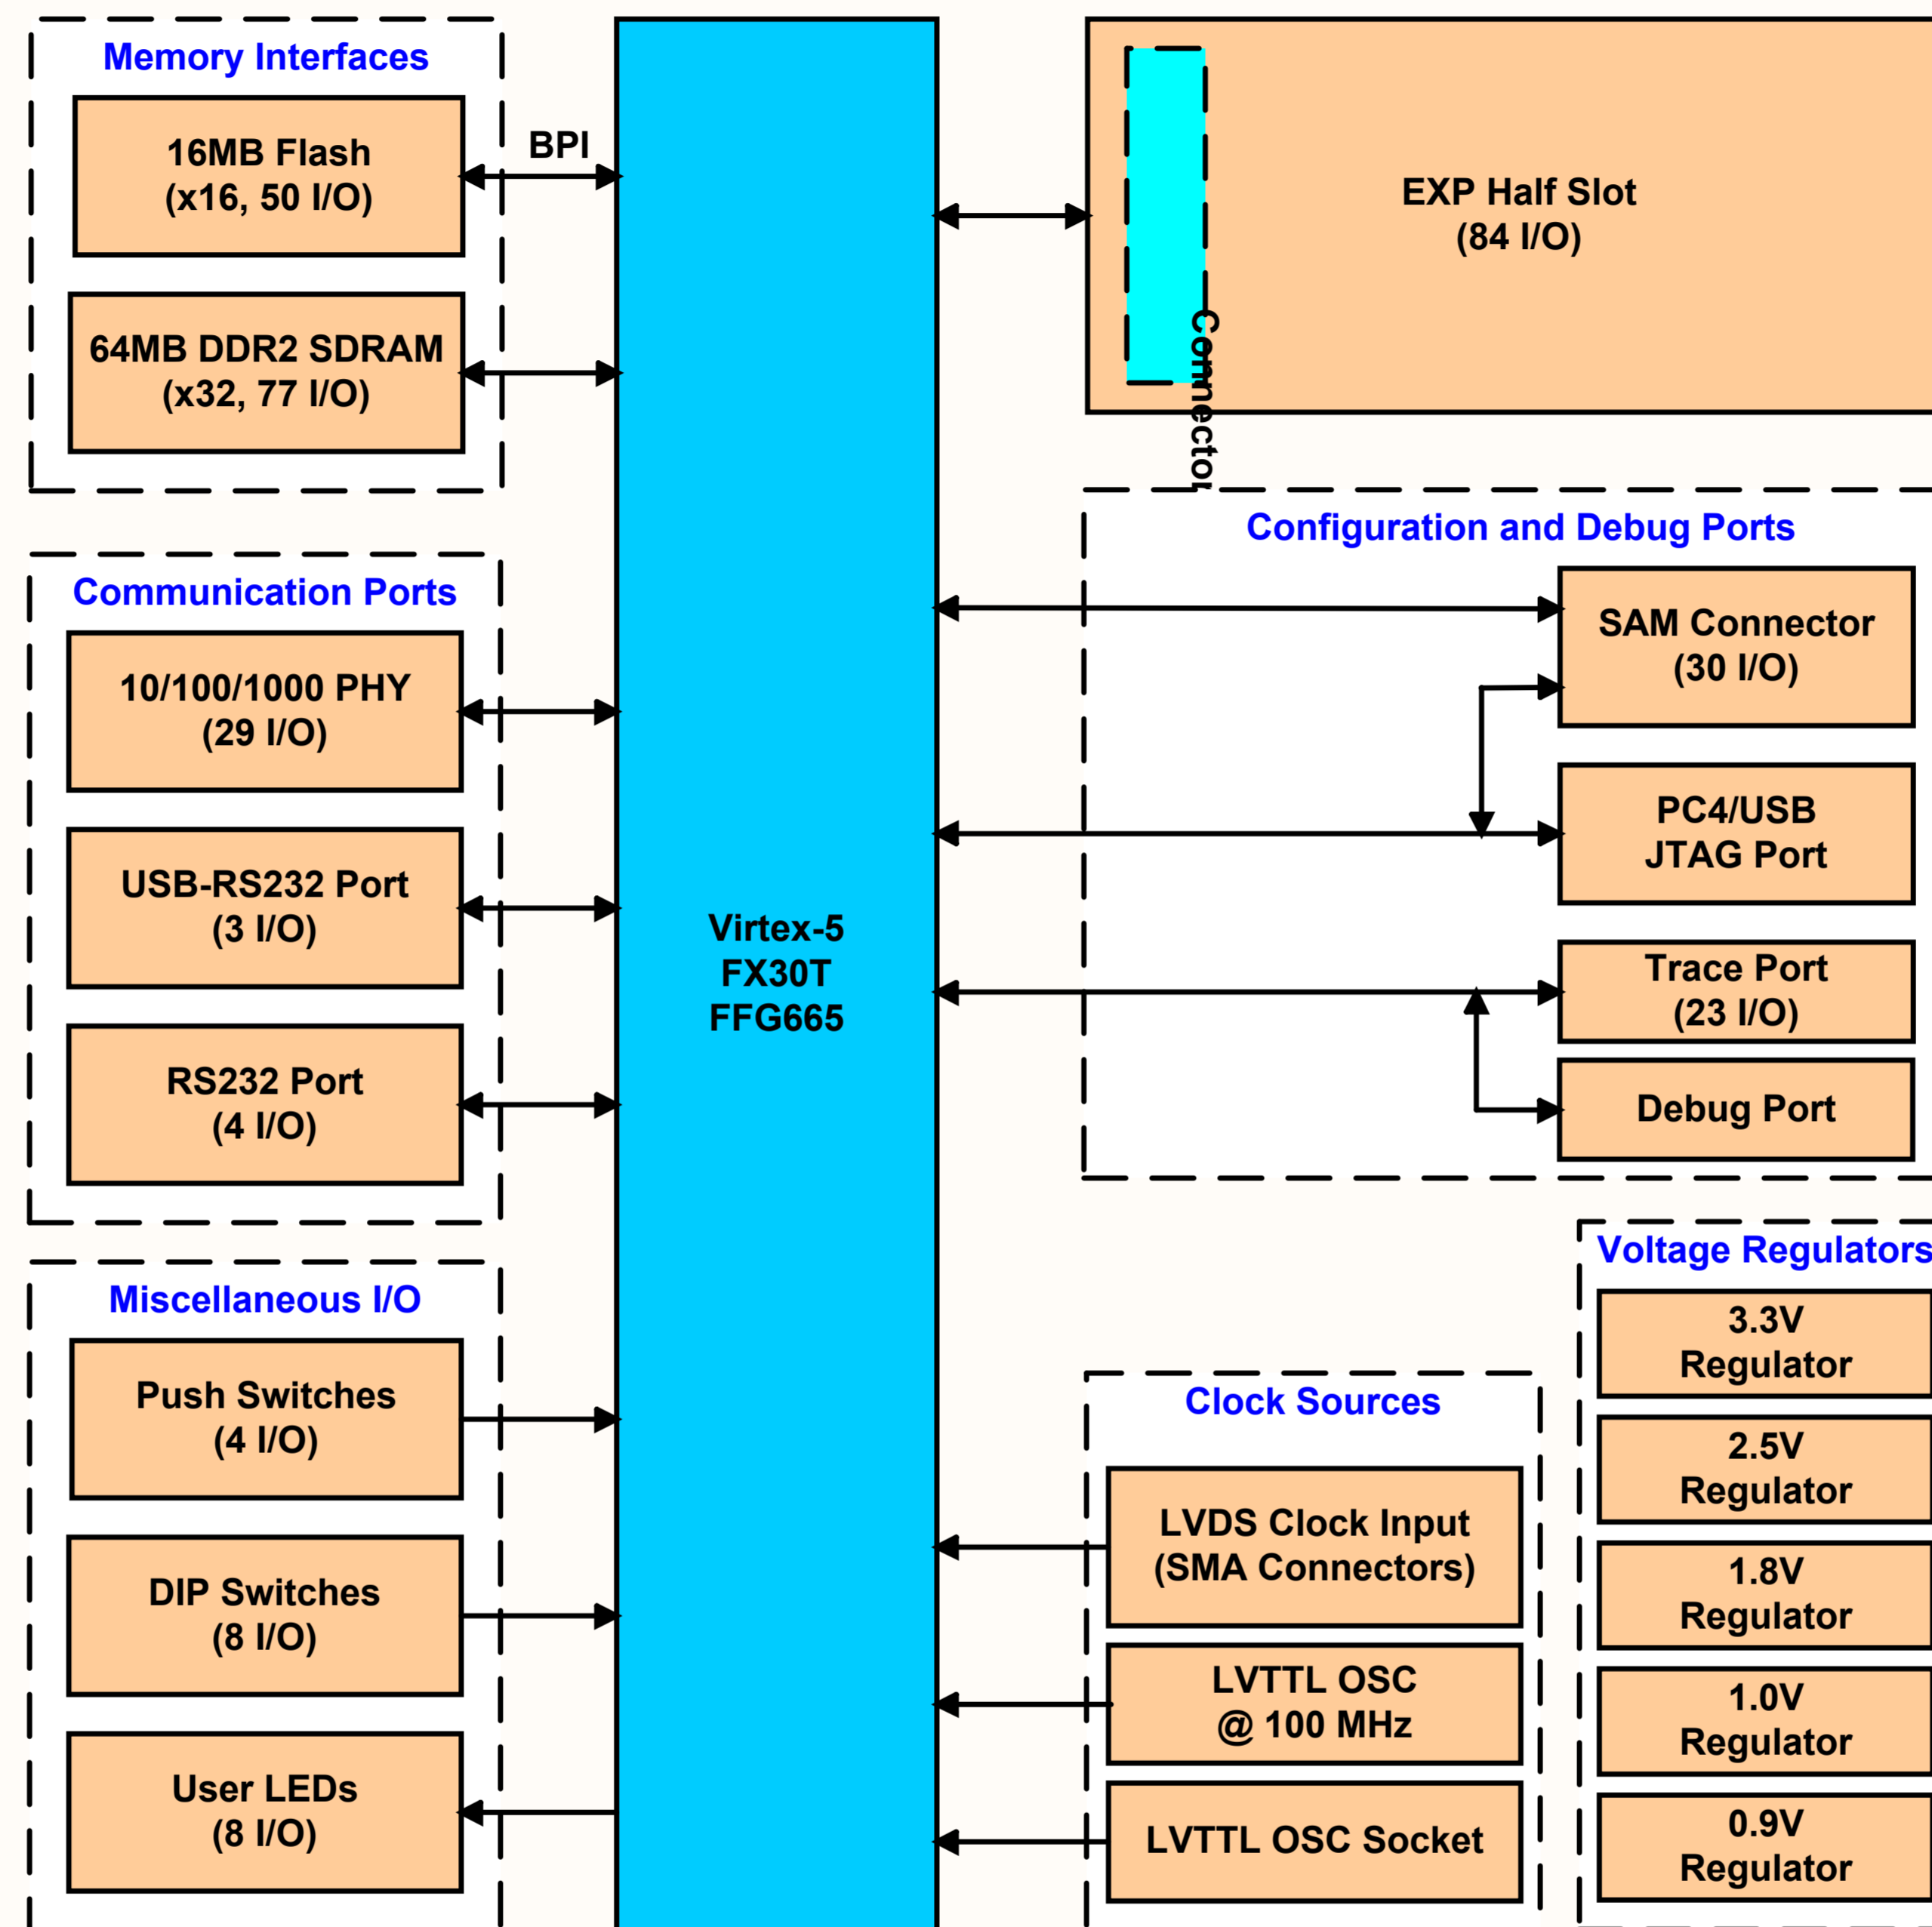 Memory Interfaces
16MB Flash
(x16, 50 I/O)
BPI
64MB DDR2 SDRAM
(x32, 77 I/O)
Communication Ports
10/100/1000 PHY
(29 I/O)
USB-RS232 Port
(3 I/O)
RS232 Port
(4 I/O)
Miscellaneous I/O
Push Switches
(4 I/O)
DIP Switches
(8 I/O)
User LEDs
(8 I/O)
Virtex-5
FX30T
FFG665
EXP Half Slot
(84 I/O)
Connector
Configuration and Debug Ports
SAM Connector
(30 I/O)
PC4/USB
JTAG Port
Trace Port
(23 I/O)
Debug Port
Clock Sources
LVDS Clock Input
(SMA Connectors)
LVTTL OSC
@ 100 MHz
LVTTL OSC Socket
Voltage Regulators
3.3V
Regulator
2.5V
Regulator
1.8V
Regulator
1.0V
Regulator
0.9V
Regulator